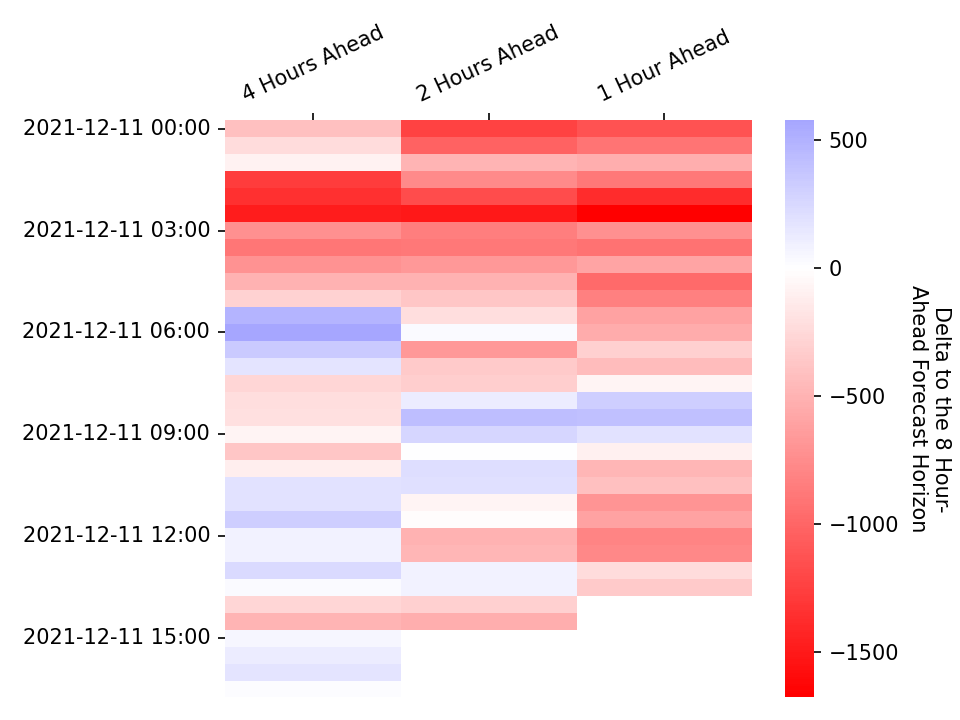 4 Hours Ahead
2 Hours Ahead
1 Hour Ahead
2021-12-11 00:00
2021-12-11 03:00
2021-12-11 06:00
2021-12-11 09:00
2021-12-11 12:00
2021-12-11 15:00
500
0
−500
−1000
−1500
Delta to the 8 Hour-
Ahead Forecast Horizon